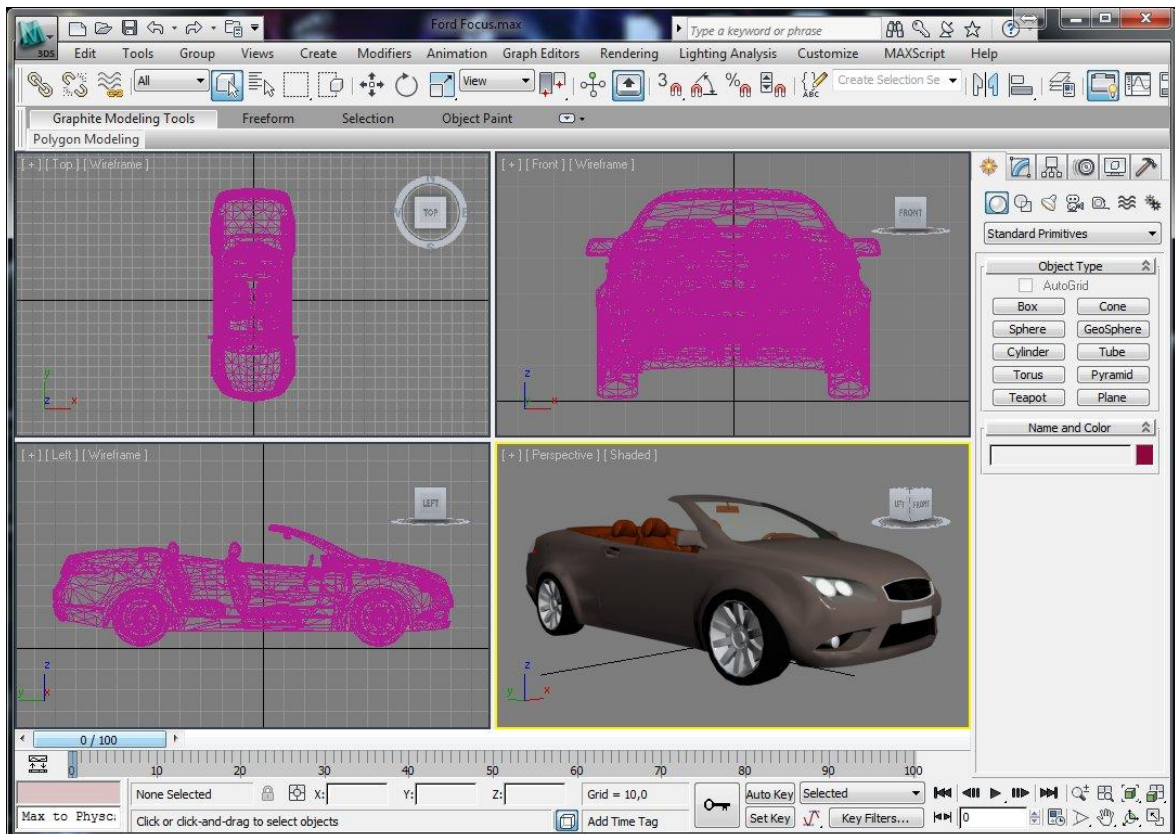 Ford Focus.max
Type a keyword or phrase
3DS Edit Tools Group Views Create Modifiers Animation Graph Editors Rendering Lighting Analysis Customize MAXScript Help
All View 3 % ABC Create Selection Se
Graphite Modeling Tools Freeform Selection Object Paint
Polygon Modeling
[ + ] [ Top ] [ Wireframe ]
N
TOP
E
S
y
z x
[ + ] [ Front ] [ Wireframe ]
FRONT
z
x
Standard Primitives
Object Type
AutoGrid
Box Cone
Sphere GeoSphere
Cylinder Tube
Torus Pyramid
Teapot Plane
Name and Color
[ + ] [ Left ] [ Wireframe ]
LEFT
z
y x
[ + ] [ Perspective ] [ Shaded ]
FRONT
z
y x
0 / 100
0 10 20 30 40 50 60 70 80 90 100
None Selected X: Y: Z: Grid = 10,0 Auto Key Selected
Max to Physc: Click or click-and-drag to select objects Add Time Tag Set Key Key Filters... 0